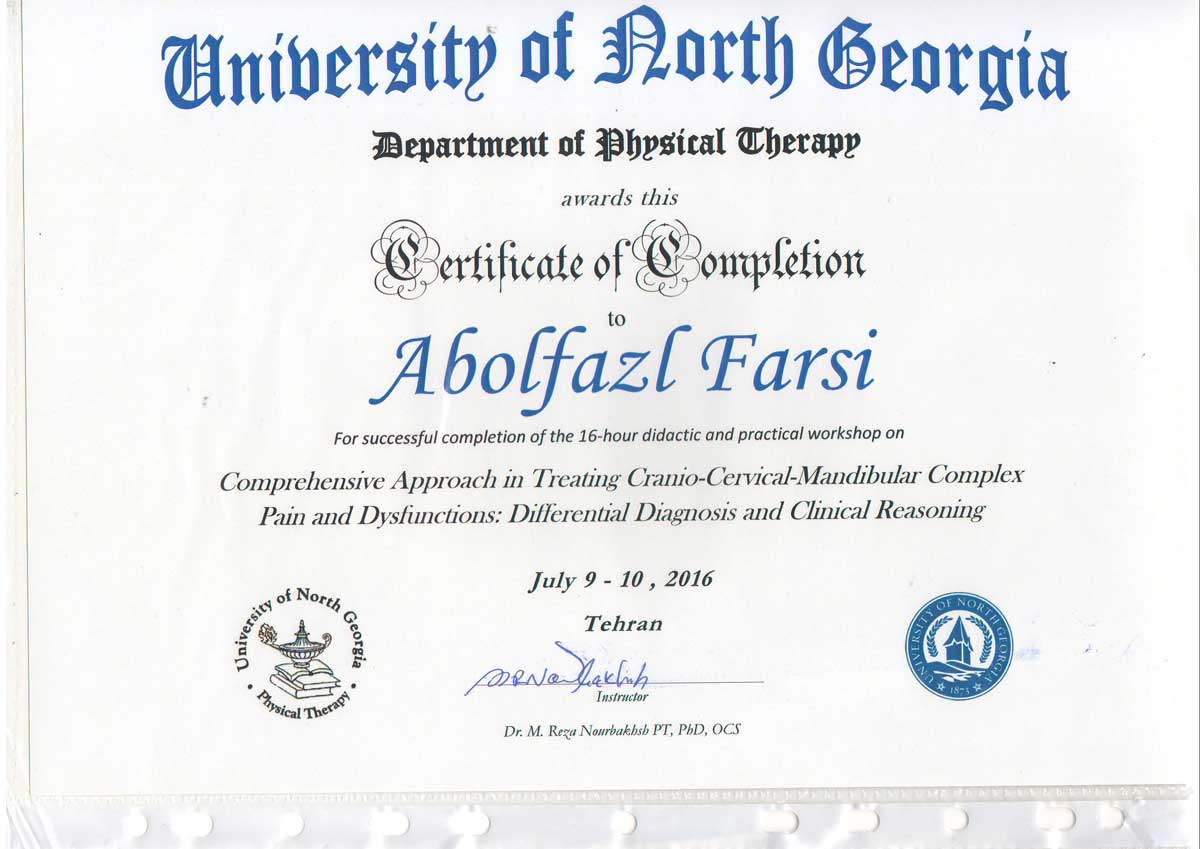 University of North Georgia
Department of Physical Therapy
awards this
Certificate of Completion
to
Abolfazl Farsi
For successful completion of the 16-hour didactic and practical workshop on
Comprehensive Approach in Treating Cranio-Cervical-Mandibular Complex
Pain and Dysfunctions: Differential Diagnosis and Clinical Reasoning
July 9 - 10 , 2016
Tehran
University of North Georgia
• Physical Therapy •
UNIVERSITY OF NORTH GEORGIA
1873
Instructor
Dr. M. Reza Nourbakhsh PT, PhD, OCS